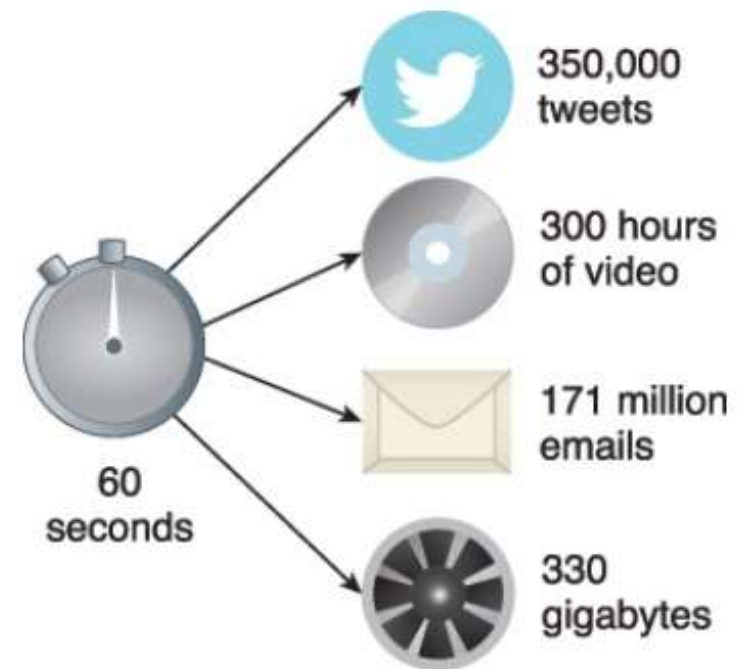 350,000
tweets
300 hours
of video
171 million
emails
60
seconds
330
gigabytes